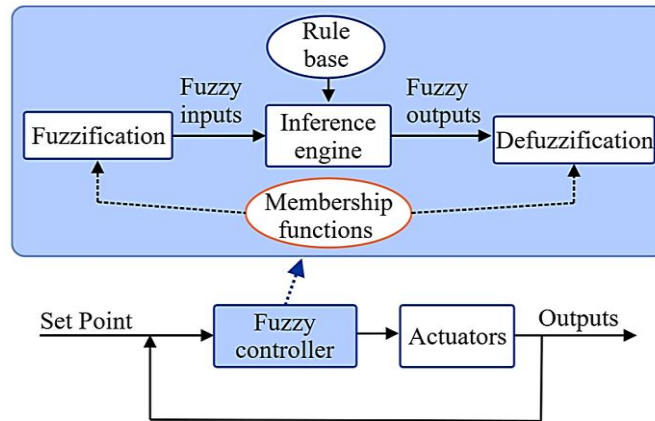 Rule
base
Fuzzy
inputs
Fuzzy
outputs
Fuzzification
Inference
engine
Defuzzification
Membership
functions
Set Point
Fuzzy
controller
Actuators
Outputs